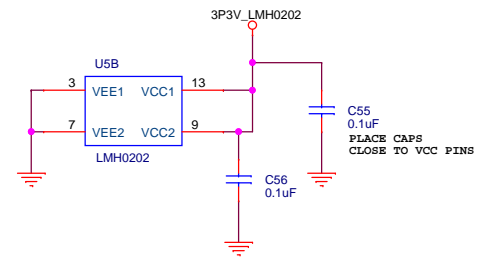 3P3V_LMH0202
U5B
3 VEE1 VCC1 13
7 VEE2 VCC2 9
LMH0202
C55
0.1uF
PLACE CAPS
CLOSE TO VCC PINS
C56
0.1uF